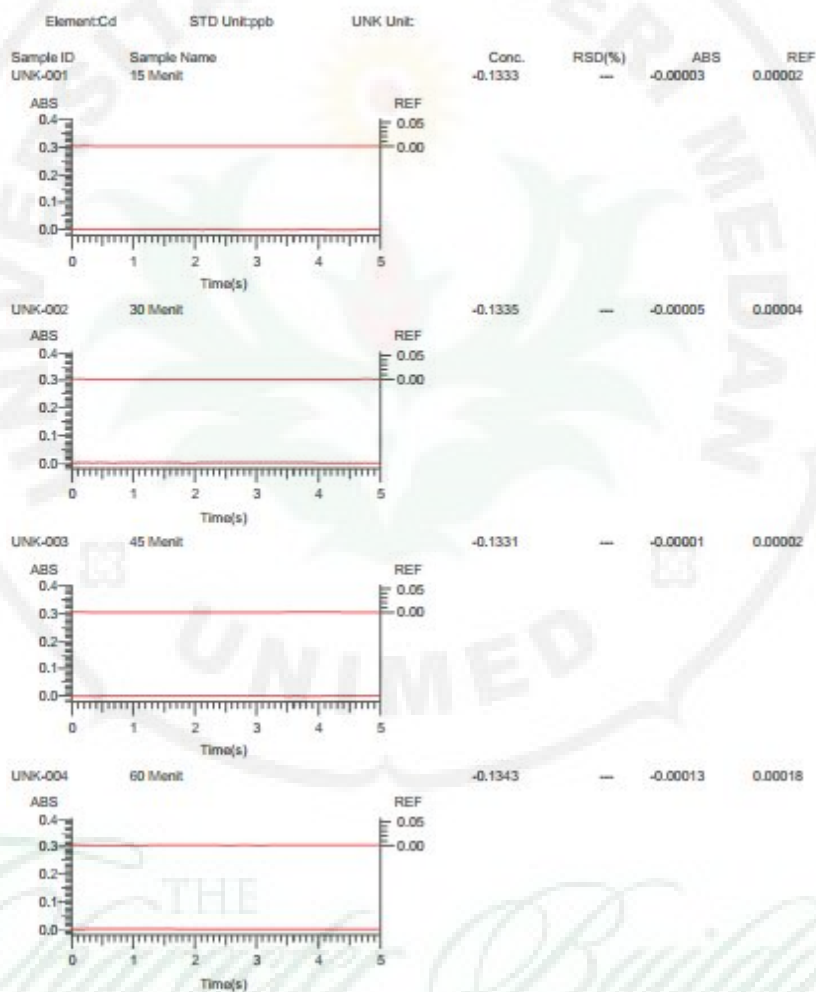 Element:Cd STD Unit:ppb UNK Unit:
Sample ID Sample Name Conc. RSD(%) ABS REF
UNK-001 15 Menit -0.1333 --- -0.00003 0.00002
ABS REF
0.4 0.05
0.3 0.00
0.2
0.1
0.0
0 1 2 3 4 5
Time(s)
UNK-002 30 Menit -0.1335 --- -0.00005 0.00004
ABS REF
0.4 0.05
0.3 0.00
0.2
0.1
0.0
0 1 2 3 4 5
Time(s)
UNK-003 45 Menit -0.1331 --- -0.00001 0.00002
ABS REF
0.4 0.05
0.3 0.00
0.2
0.1
0.0
0 1 2 3 4 5
Time(s)
UNK-004 60 Menit -0.1343 --- -0.00013 0.00018
ABS REF
0.4 0.05
0.3 0.00
0.2
0.1
0.0
0 1 2 3 4 5
Time(s)
MEDAN
UNIMED
THE